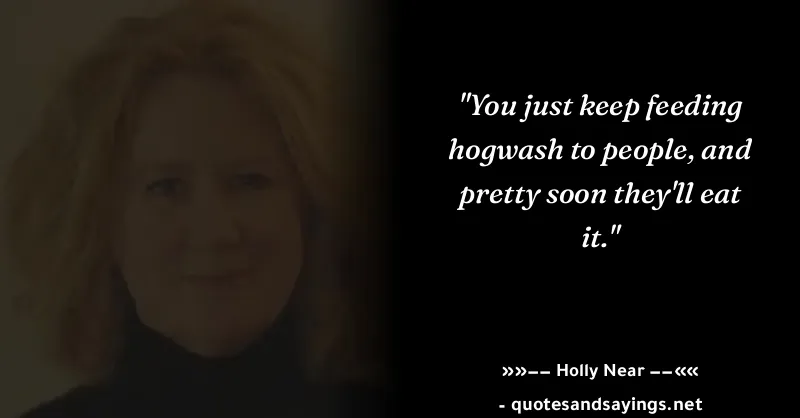 "You just keep feeding
hogwash to people, and
pretty soon they'll eat
it."
»»—— Holly Near ——««
- quotesandsayings.net